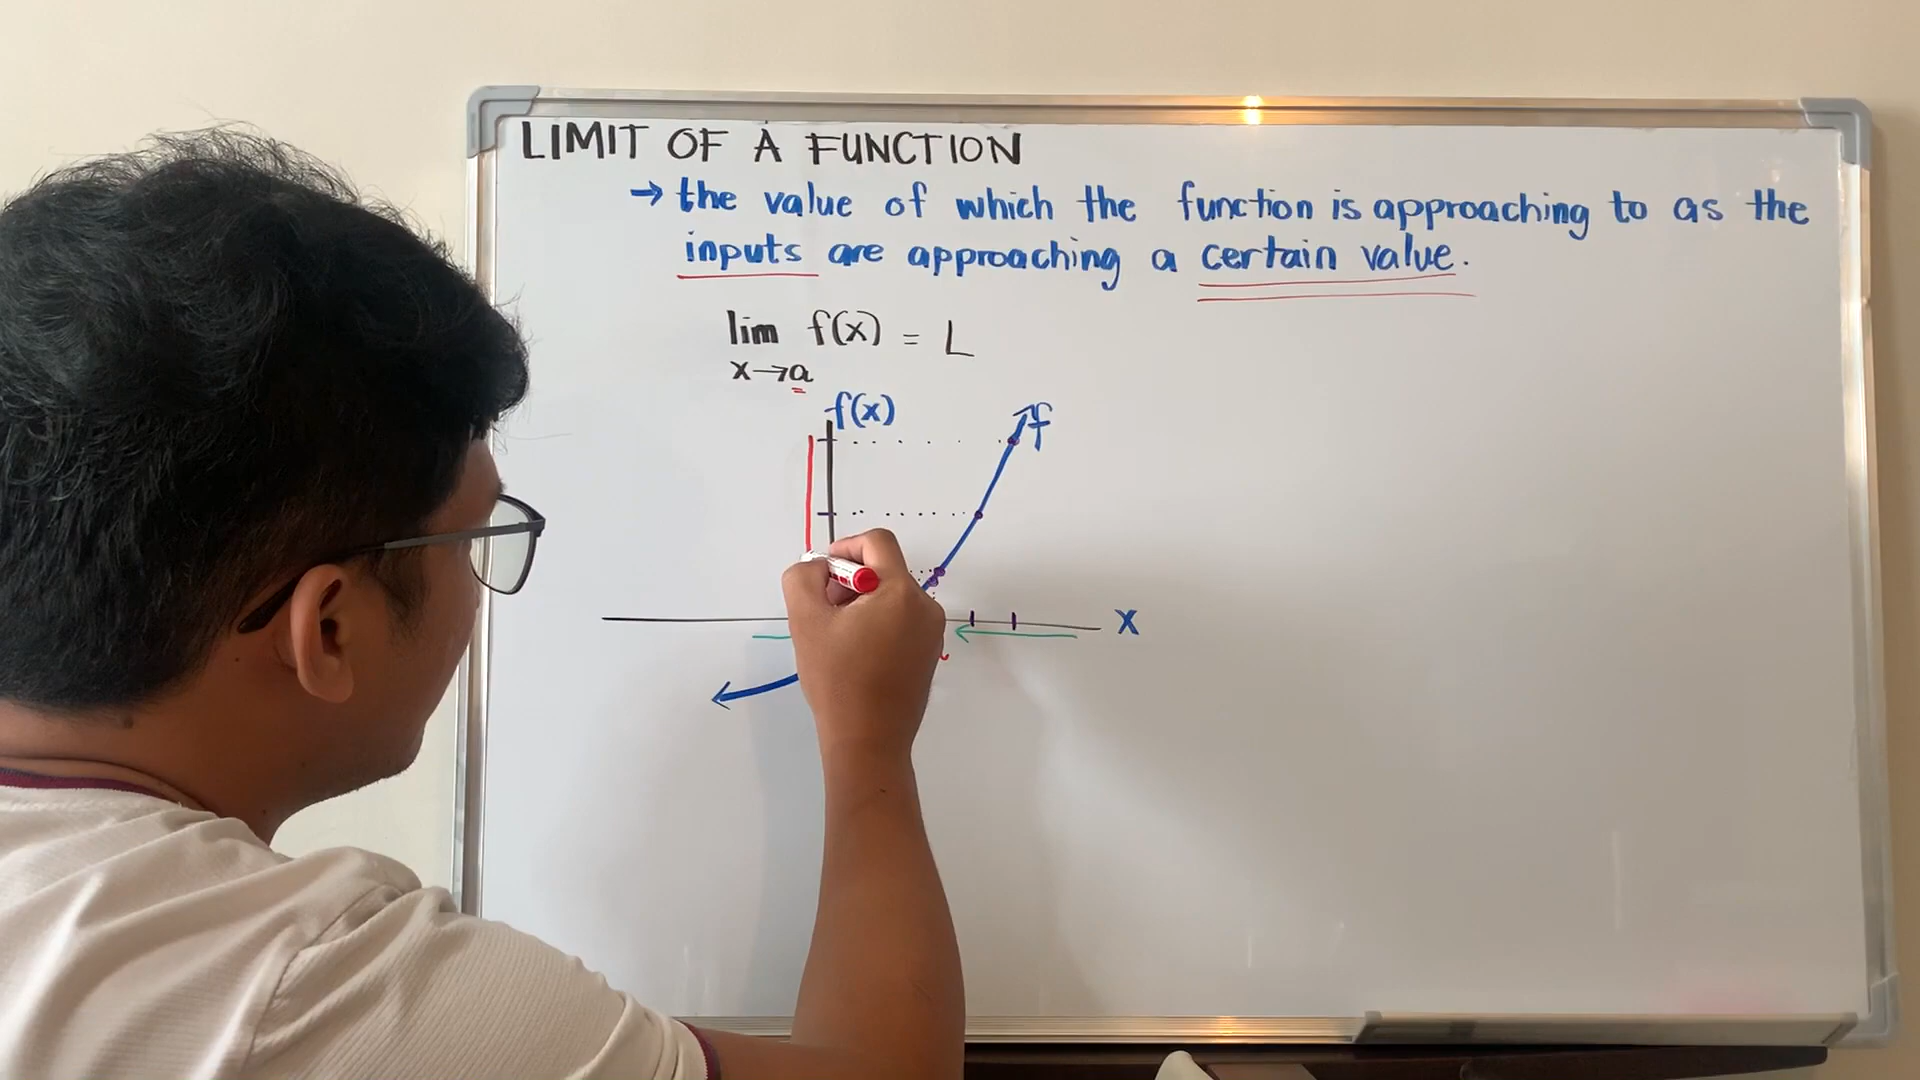 LIMIT OF A FUNCTION
→ the value of which the function is approaching to as the
inputs are approaching a certain value.
lim f(x) = L
x→a
f(x)
f
x